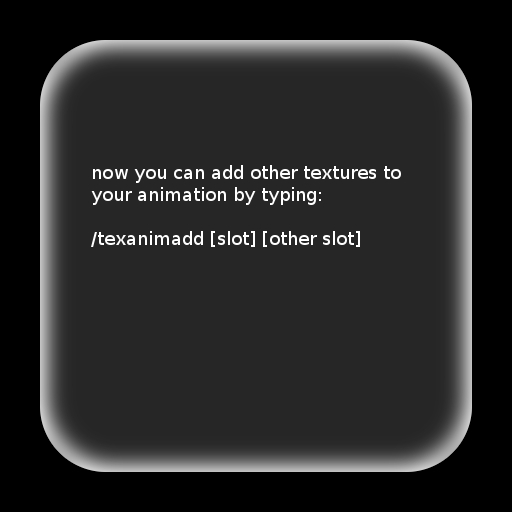 now you can add other textures to
your animation by typing:
/texanimadd [slot] [other slot]